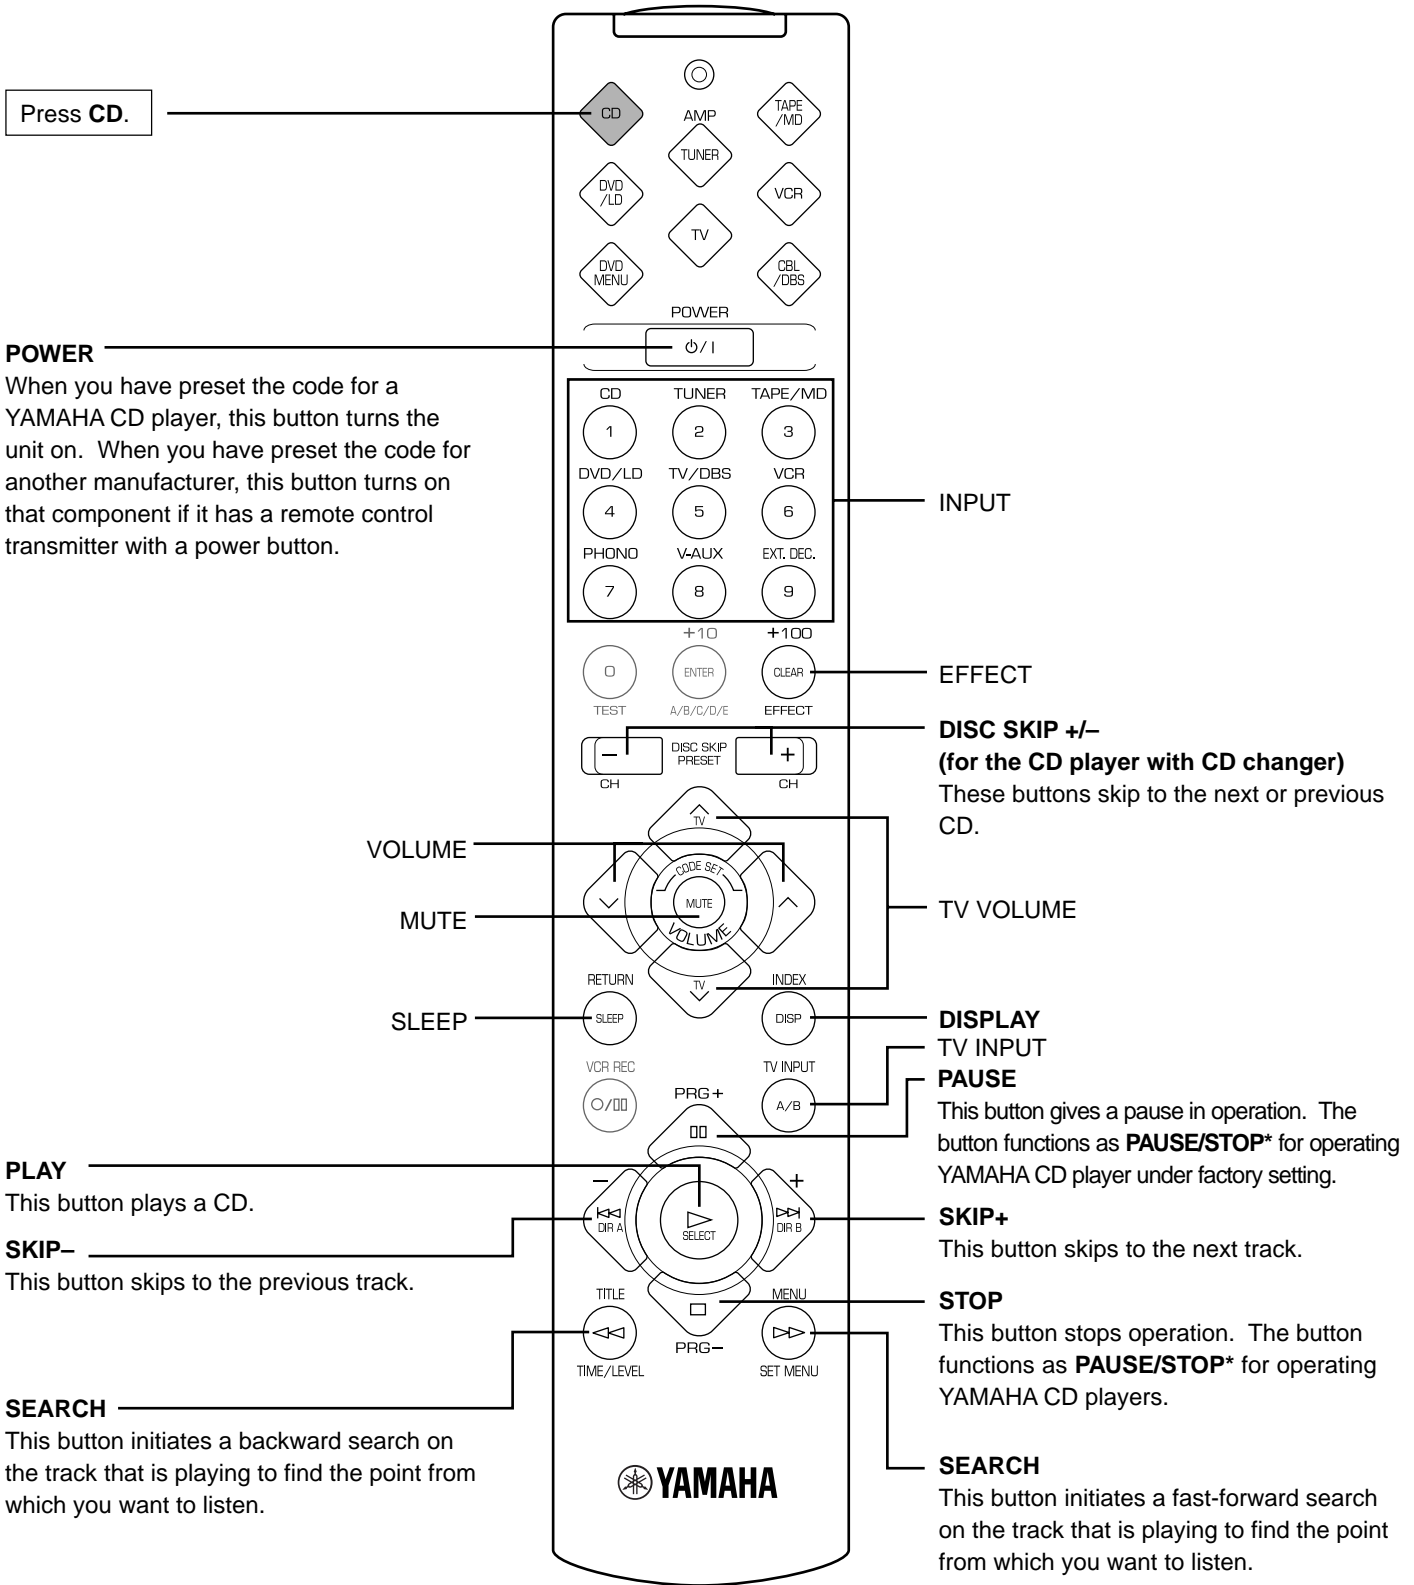 Press CD.
CD
AMP
TAPE
/MD
TUNER
DVD
/LD
VCR
TV
DVD
MENU
CBL
/DBS
POWER
⏻/I
POWER
When you have preset the code for a
YAMAHA CD player, this button turns the
unit on. When you have preset the code for
another manufacturer, this button turns on
that component if it has a remote control
transmitter with a power button.
CD TUNER TAPE/MD
1 2 3
DVD/LD TV/DBS VCR
4 5 6
PHONO V-AUX EXT. DEC.
7 8 9
INPUT
+10 +100
0 ENTER CLEAR
TEST A/B/C/D/E EFFECT
EFFECT
DISC SKIP +/–
(for the CD player with CD changer)
These buttons skip to the next or previous
CD.
– DISC SKIP +
PRESET
CH CH
TV
VOLUME
CODE SET
MUTE
VOLUME
MUTE
TV VOLUME
TV
RETURN INDEX
SLEEP
SLEEP DISP
DISPLAY
TV INPUT
VCR REC TV INPUT
A/B
PRG+
PAUSE
This button gives a pause in operation. The
button functions as PAUSE/STOP* for operating
YAMAHA CD player under factory setting.
PLAY
This button plays a CD.
– +
DIR A SELECT DIR B
SKIP–
This button skips to the previous track.
SKIP+
This button skips to the next track.
TITLE MENU
PRG–
TIME/LEVEL SET MENU
STOP
This button stops operation. The button
functions as PAUSE/STOP* for operating
YAMAHA CD players.
SEARCH
This button initiates a backward search on
the track that is playing to find the point from
which you want to listen.
YAMAHA
SEARCH
This button initiates a fast-forward search
on the track that is playing to find the point
from which you want to listen.